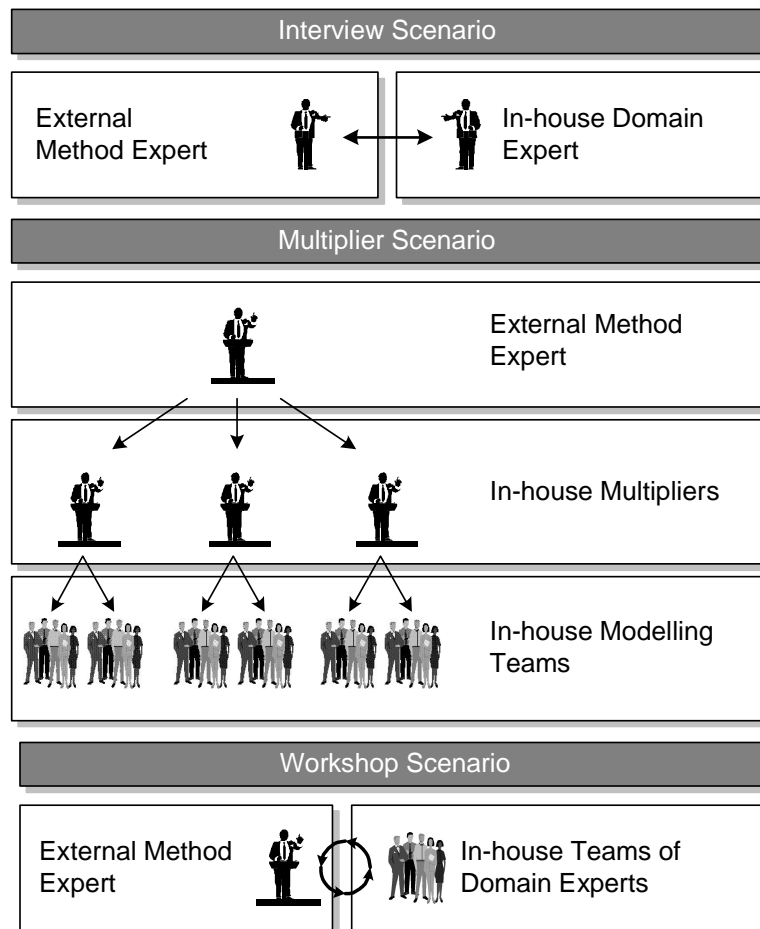 Interview Scenario
External
Method Expert
In-house Domain
Expert
Multiplier Scenario
External Method
Expert
In-house Multipliers
In-house Modelling
Teams
Workshop Scenario
External Method
Expert
In-house Teams of
Domain Experts